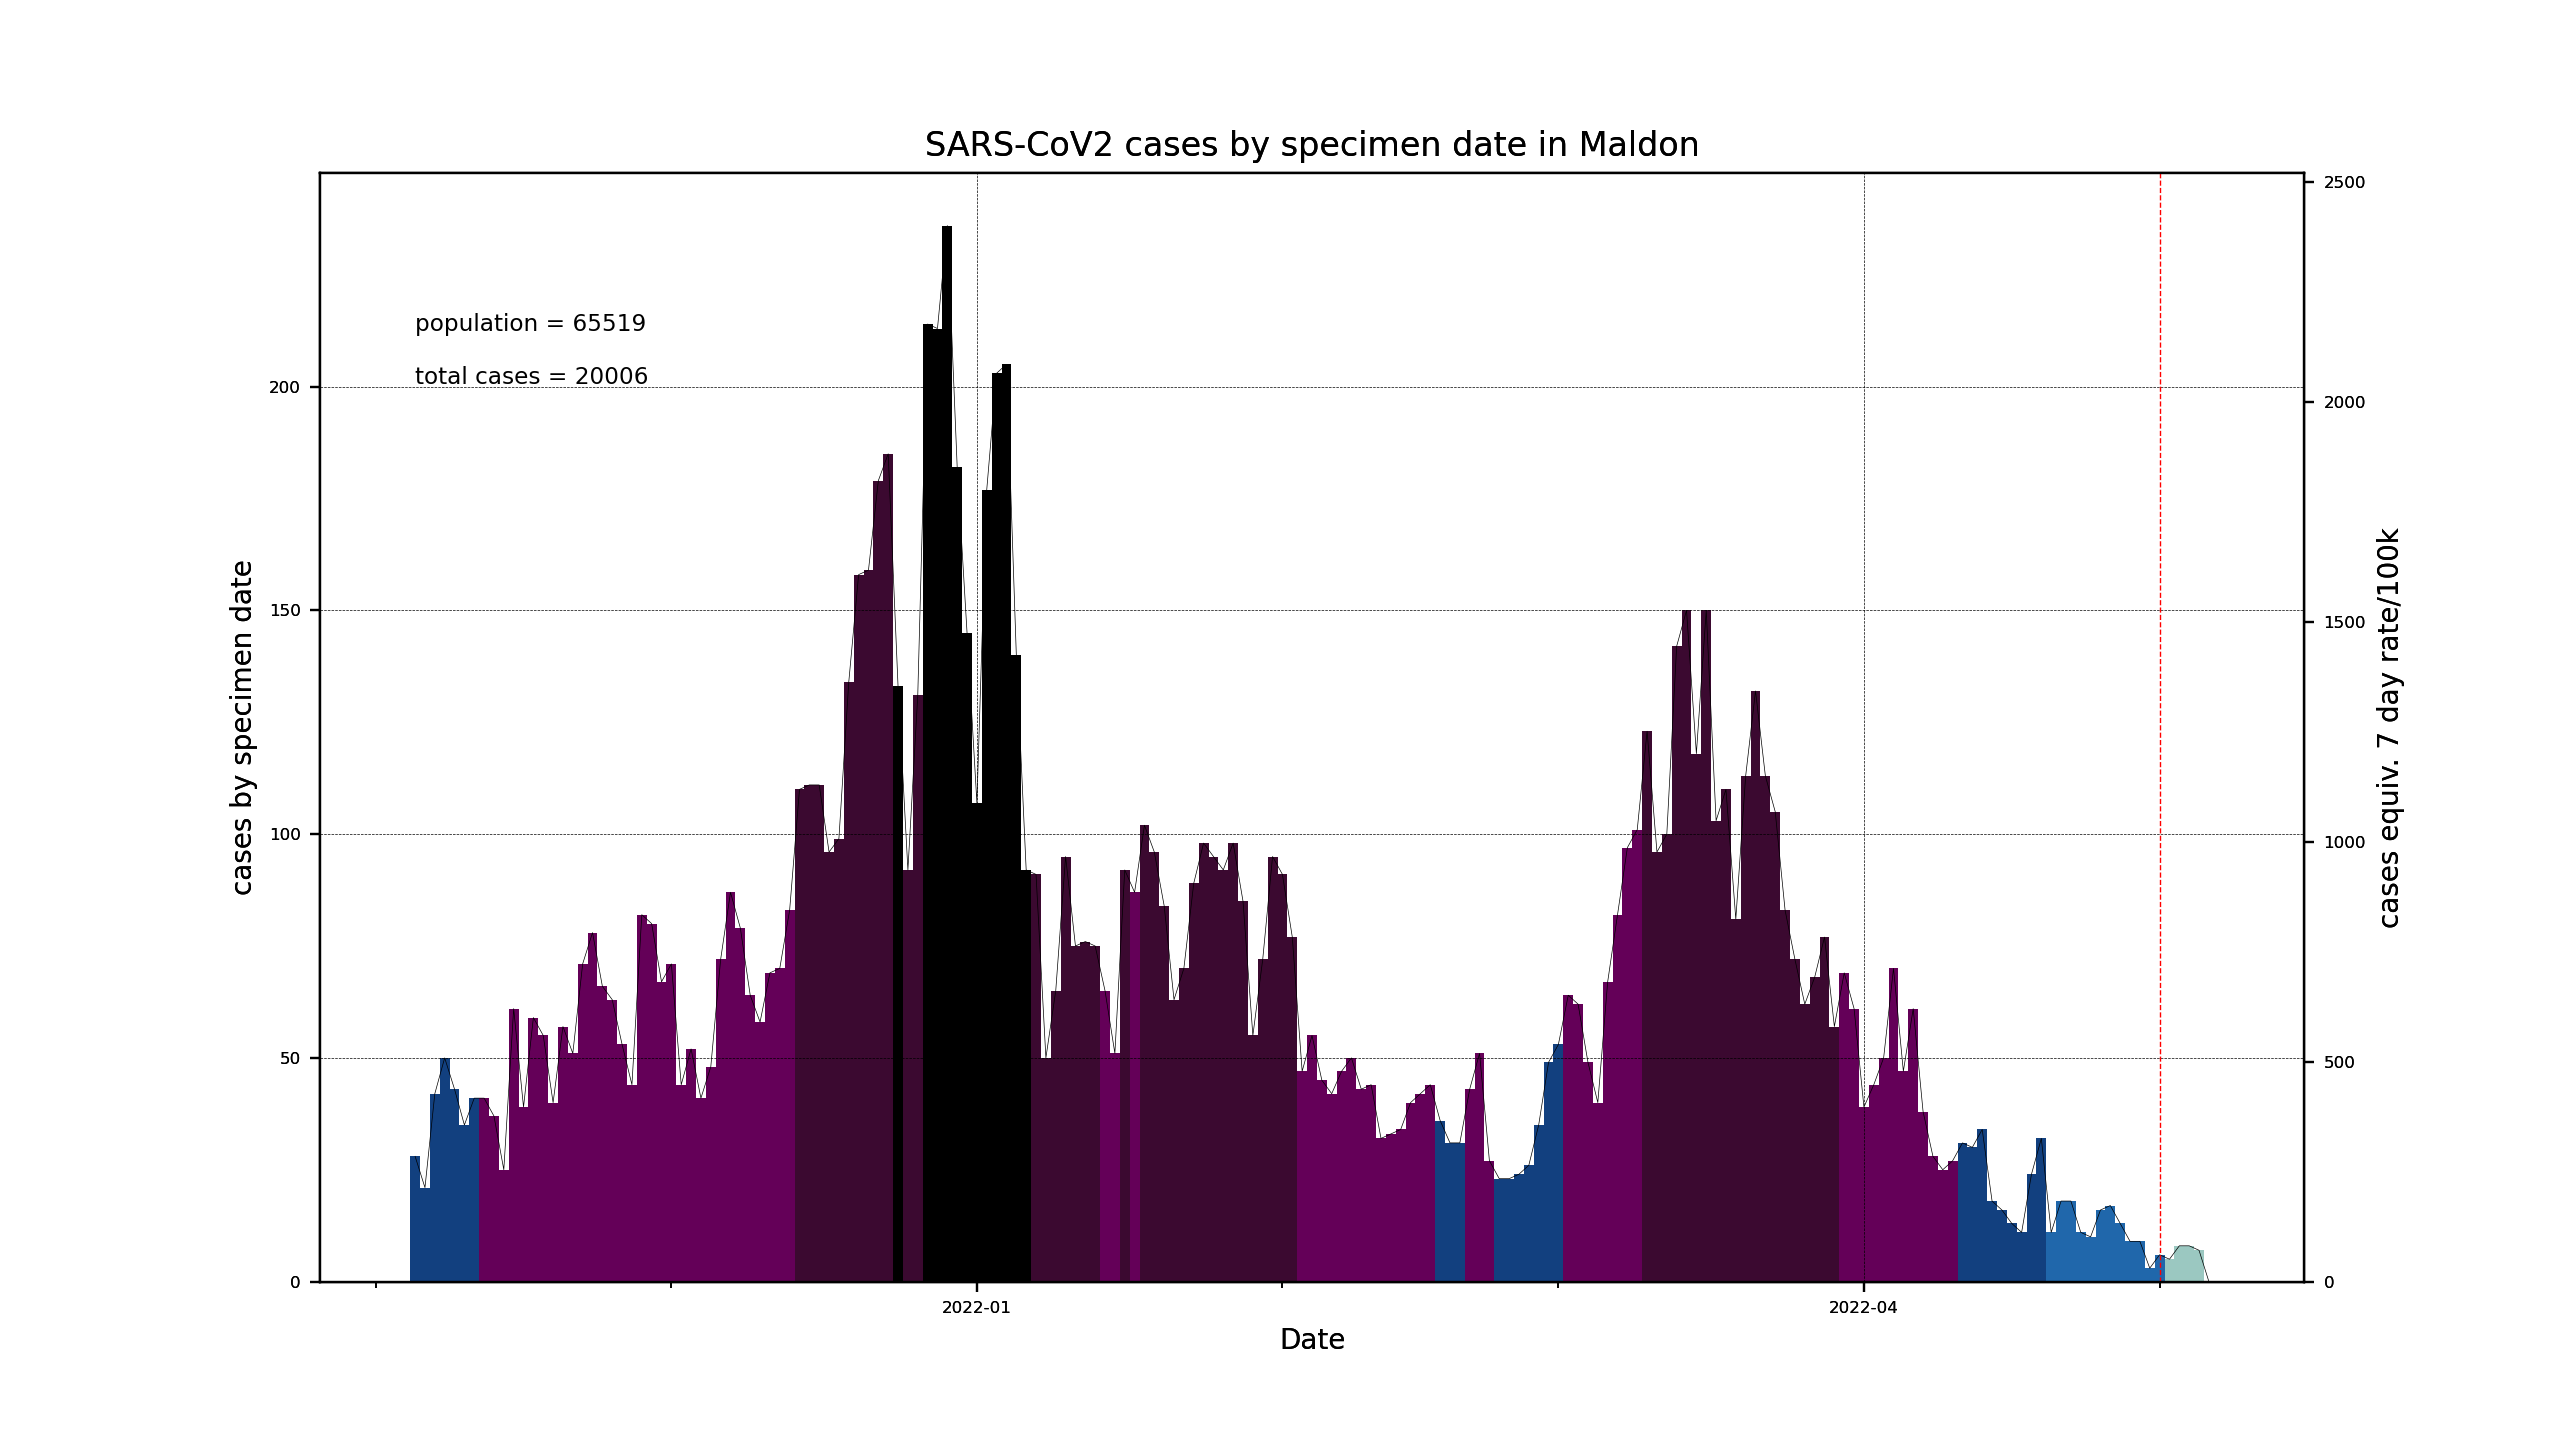 SARS-CoV2 cases by specimen date in Maldon
population = 65519
total cases = 20006
cases by specimen date
200
150
100
50
0
2500
2000
1500
1000
500
0
cases equiv. 7 day rate/100k
2022-01
2022-04
Date